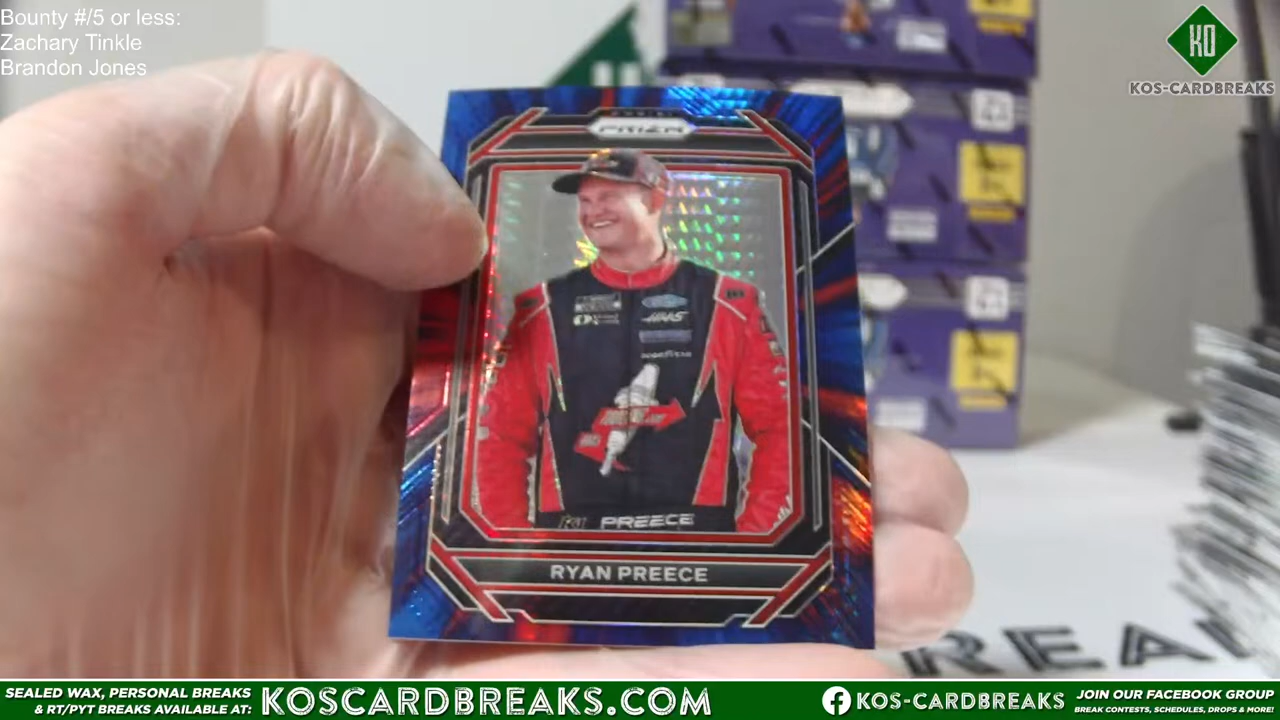 Bounty #/5 or less:
Zachary Tinkle
Brandon Jones
KO
KOS-CARDBREAKS
PRIZM
HAAS
PREECE
RYAN PREECE
SEALED WAX, PERSONAL BREAKS
& RT/PYT BREAKS AVAILABLE AT:
KOSCARDBREAKS.COM
KOS-CARDBREAKS
JOIN OUR FACEBOOK GROUP
BREAK CONTESTS, SCHEDULES, DROPS & MORE!